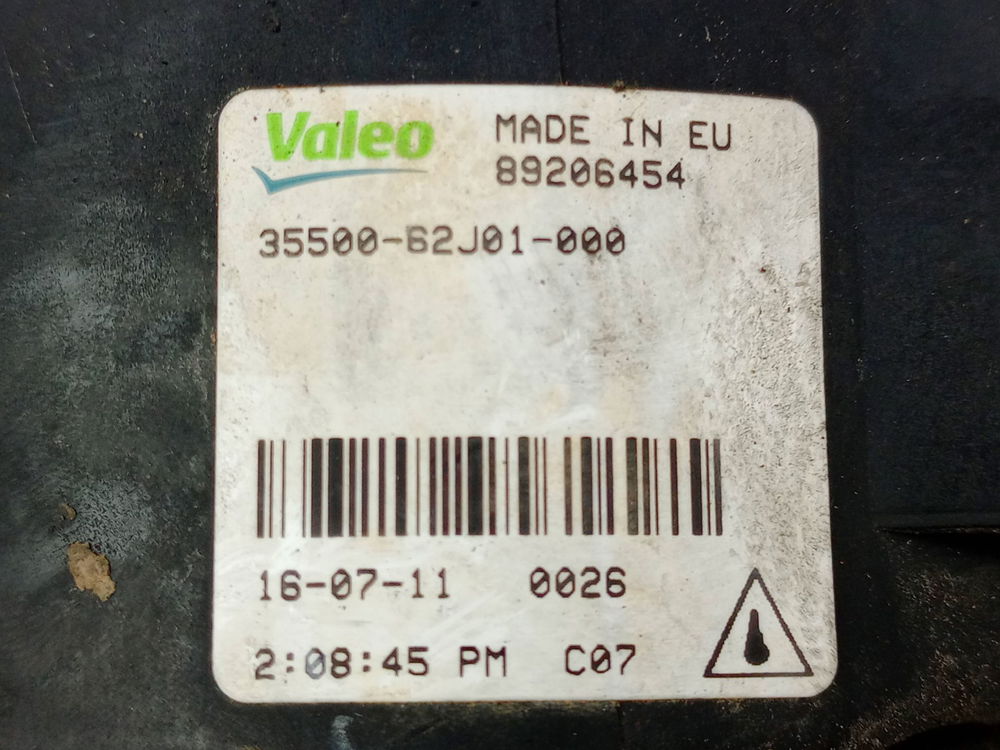 Valeo
MADE IN EU
89206454
35500-62J01-000
16-07-11 0026
2:08:45 PM C07